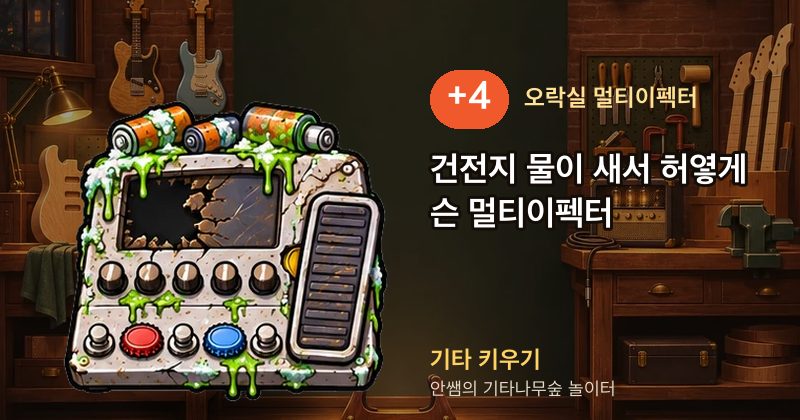 +4 오락실 멀티이펙터
건전지 물이 새서 허옇게
슨 멀티이펙터
기타 키우기
안쌤의 기타나무숲 놀이터